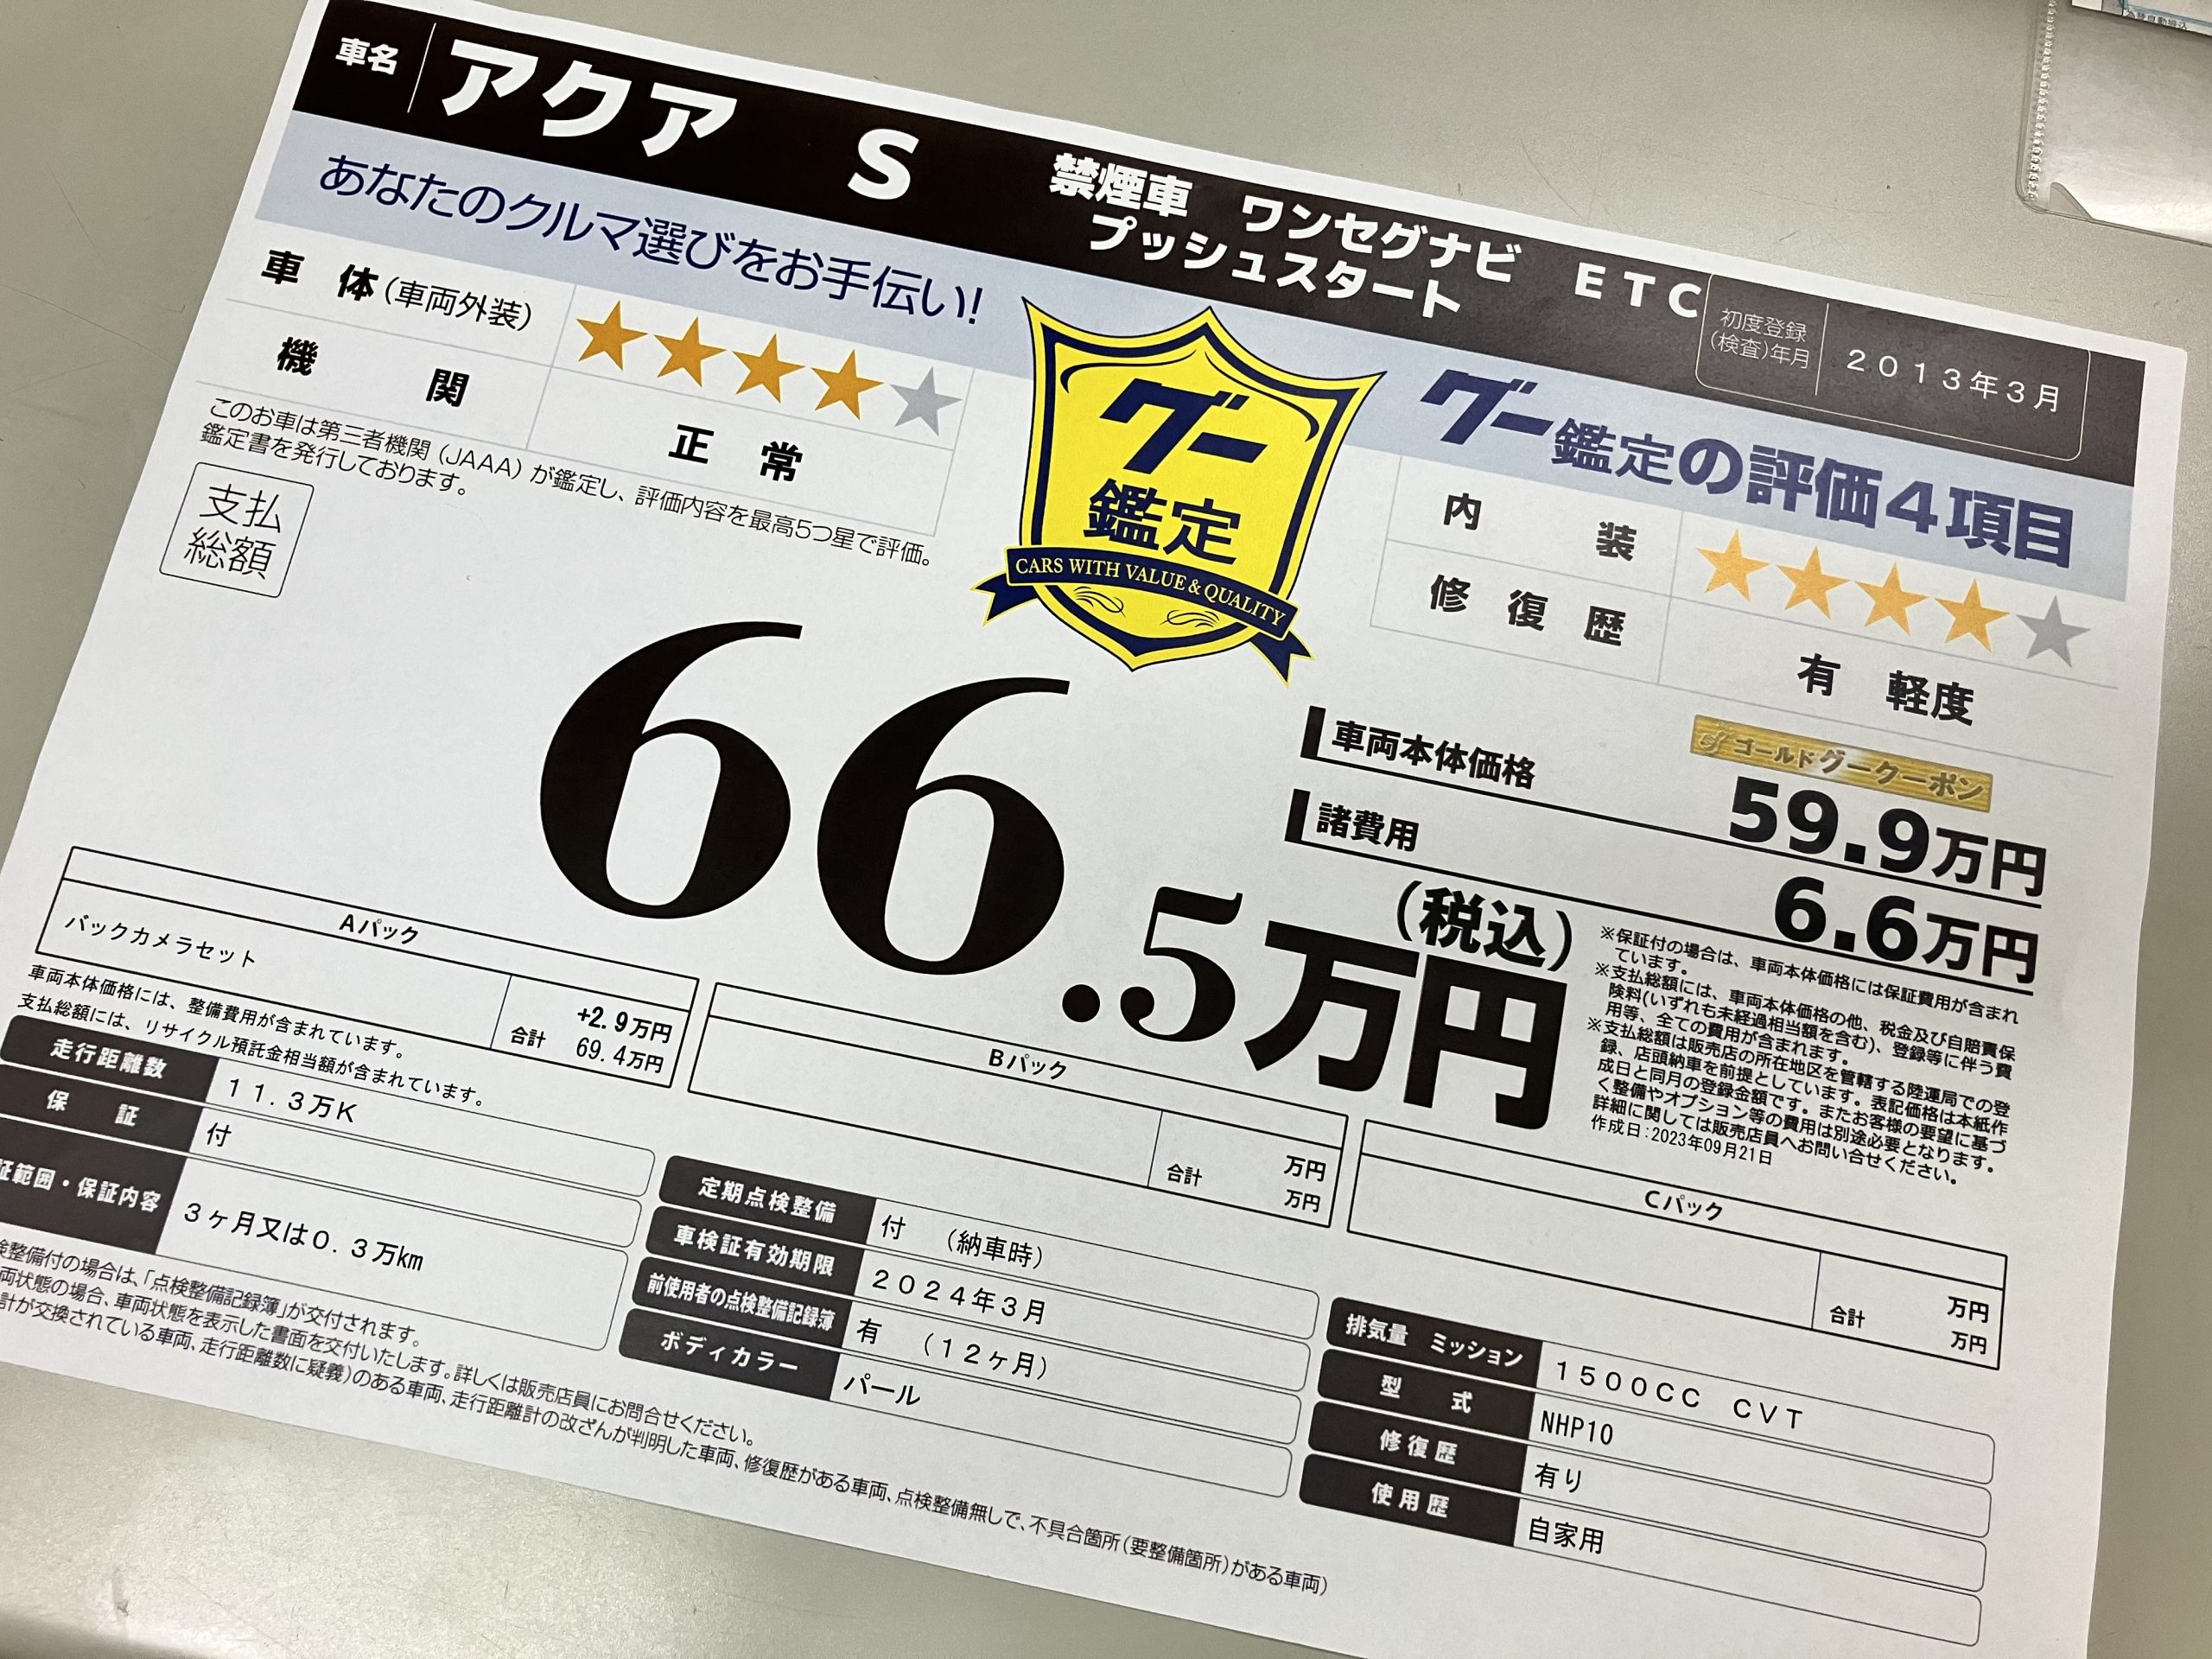 車名 アクア S 禁煙車 ワンセグナビ ETC
プッシュスタート
初度登録
(検査)年月
2013年3月
あなたのクルマ選びをお手伝い!
グー鑑定の評価4項目
車 体(車両外装)
機 関
正 常
グー
鑑定
CARS WITH VALUE & QUALITY
内 装
修 復 歴
有 軽度
このお車は第三者機関(JAAA)が鑑定し、評価内容を最高5つ星で評価。
鑑定書を発行しております。
支払
総額
66.5万円
(税込)
車両本体価格
ゴールドグークーポン
59.9万円
諸費用
6.6万円
※保証付の場合は、車両本体価格には保証費用が含まれ
ています。
※支払総額には、車両本体価格の他、税金及び自賠責保
険料(いずれも未経過相当額を含む)、登録等に伴う費
用等、全ての費用が含まれます。
※支払総額は販売店の所在地区を管轄する陸運局での登
録、店頭納車を前提としています。表記価格は本紙作
成日と同月の登録金額です。またお客様の要望に基づ
く整備やオプション等の費用は別途必要となります。
詳細に関しては販売店員へお問い合せください。
作成日:2023年09月21日
Aパック
バックカメラセット
+2.9万円
合計 69.4万円
Bパック
万円
合計 万円
Cパック
万円
合計 万円
車両本体価格には、整備費用が含まれています。
支払総額には、リサイクル預託金相当額が含まれています。
走行距離数 11.3万K
保 証 付
証範囲・保証内容 3ヶ月又は0.3万km
定期点検整備 付 (納車時)
車検証有効期限 2024年3月
前使用者の点検整備記録簿 有 (12ヶ月)
ボディカラー パール
排気量 ミッション 1500CC CVT
型 式 NHP10
修復歴 有り
使用歴 自家用
検整備付の場合は、「点検整備記録簿」が交付されます。
両状態の場合、車両状態を表示した書面を交付いたします。詳しくは販売店員にお問合せください。
計が交換されている車両、走行距離数に疑義)のある車両、走行距離計の改ざんが判明した車両、修復歴がある車両、点検整備無しで、不具合箇所(要整備箇所)がある車両)